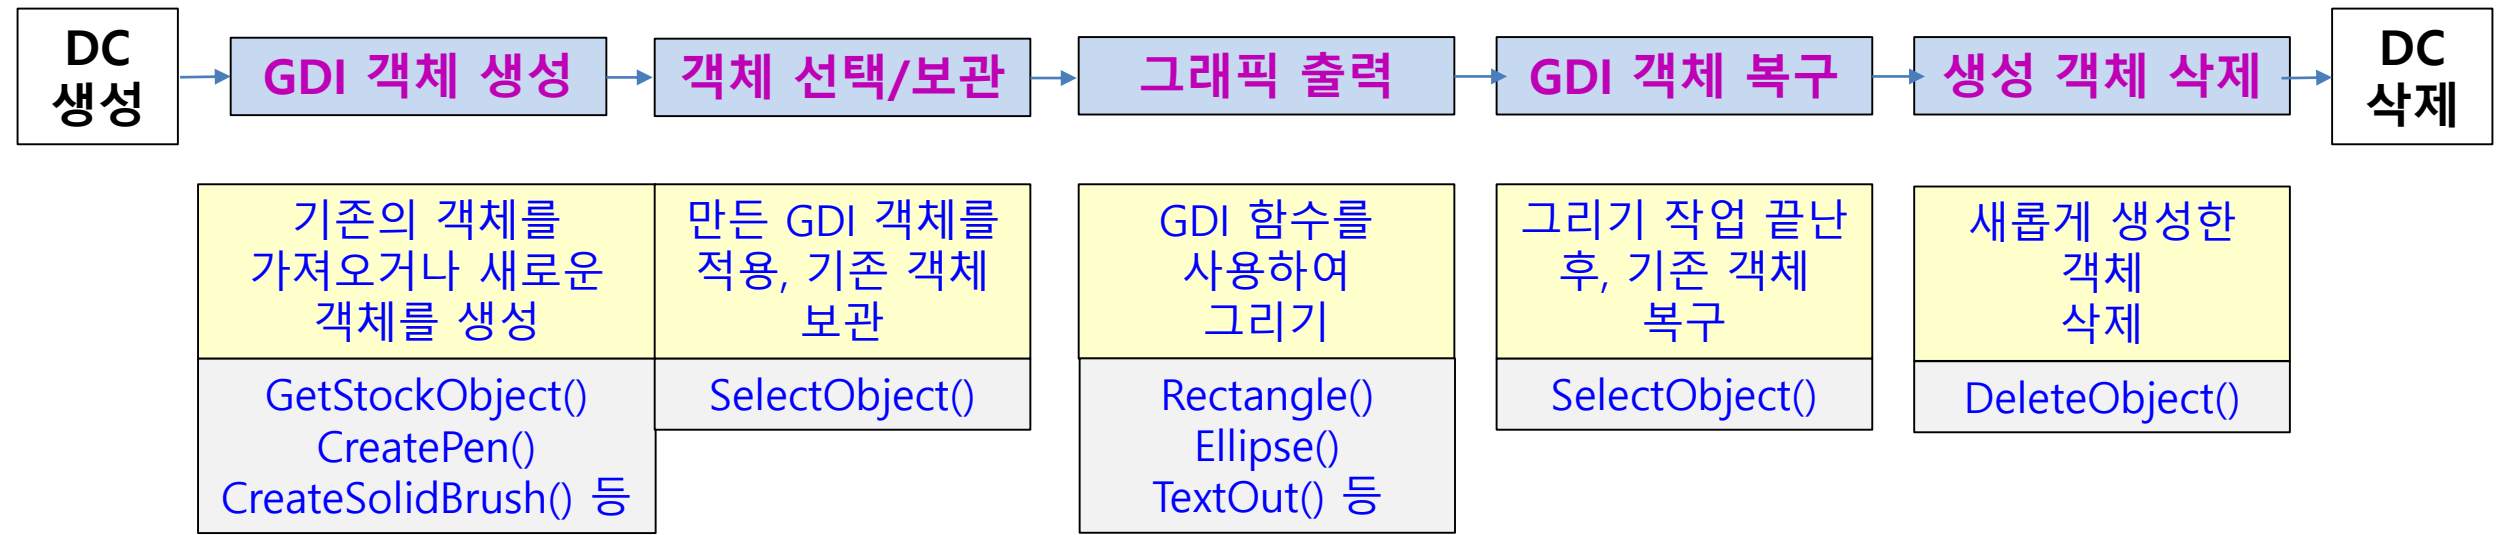 DC
생성
GDI 객체 생성
객체 선택/보관
그래픽 출력
GDI 객체 복구
생성 객체 삭제
DC
삭제
기존의 객체를
가져오거나 새로운
객체를 생성
GetStockObject()
CreatePen()
CreateSolidBrush() 등
만든 GDI 객체를
적용, 기존 객체
보관
SelectObject()
GDI 함수를
사용하여
그리기
Rectangle()
Ellipse()
TextOut() 등
그리기 작업 끝난
후, 기존 객체
복구
SelectObject()
새롭게 생성한
객체
삭제
DeleteObject()